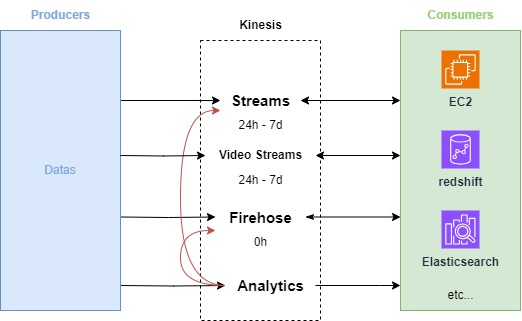 Producers
Kinesis
Consumers
Datas
Streams
24h - 7d
Video Streams
24h - 7d
Firehose
0h
Analytics
EC2
redshift
Elasticsearch
etc...